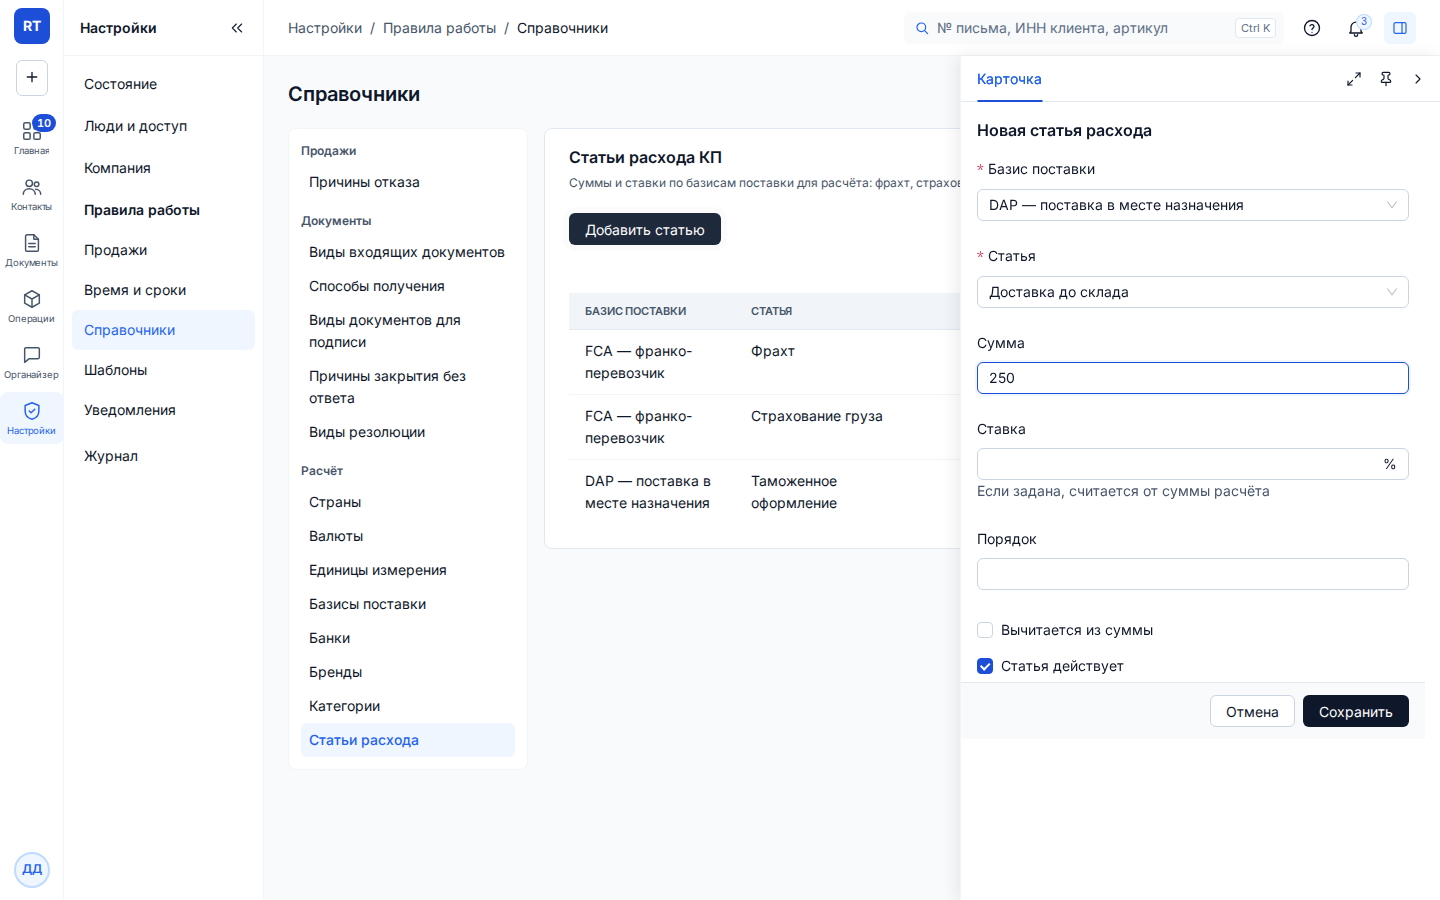 RT
Настройки
Настройки / Правила работы / Справочники
№ письма, ИНН клиента, артикул
Ctrl K
3
10
Главная
Контакты
Документы
Операции
Органайзер
Настройки
ДД
Состояние
Люди и доступ
Компания
Правила работы
Продажи
Время и сроки
Справочники
Шаблоны
Уведомления
Журнал
Справочники
Продажи
Причины отказа
Документы
Виды входящих документов
Способы получения
Виды документов для
подписи
Причины закрытия без
ответа
Виды резолюции
Расчёт
Страны
Валюты
Единицы измерения
Базисы поставки
Банки
Бренды
Категории
Статьи расхода
Статьи расхода КП
Суммы и ставки по базисам поставки для расчёта: фрахт, страхов
Добавить статью
БАЗИС ПОСТАВКИ СТАТЬЯ
FCA — франко-
перевозчик
Фрахт
FCA — франко-
перевозчик
Страхование груза
DAP — поставка в
месте назначения
Таможенное
оформление
Карточка
Новая статья расхода
* Базис поставки
DAP — поставка в месте назначения
* Статья
Доставка до склада
Сумма
250
Ставка
%
Если задана, считается от суммы расчёта
Порядок
Вычитается из суммы
Статья действует
Отмена
Сохранить